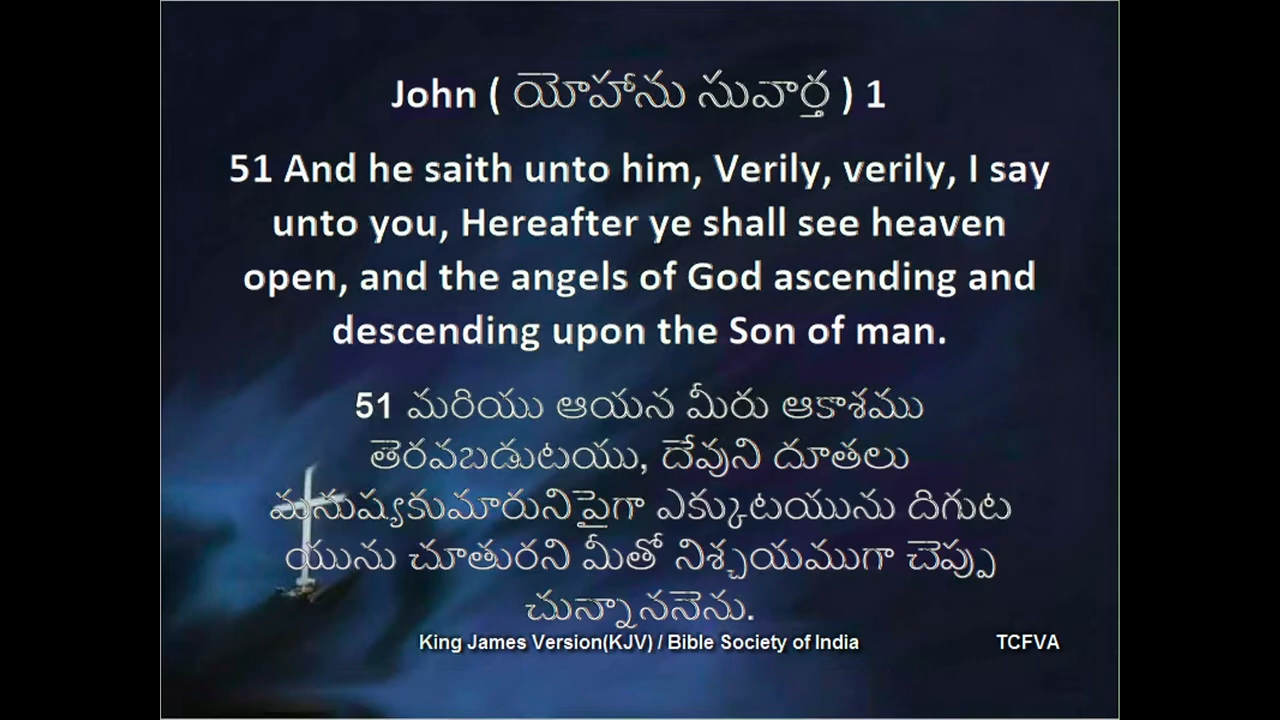 John ( యోహాను సువార్త ) 1
51 And he saith unto him, Verily, verily, I say
unto you, Hereafter ye shall see heaven
open, and the angels of God ascending and
descending upon the Son of man.
51 మరియు ఆయన మీరు ఆకాశము
తెరవబడుటయు, దేవుని దూతలు
మనుష్యకుమారునిపైగా ఎక్కుటయును దిగుట
యును చూతురని మీతో నిశ్చయముగా చెప్పు
చున్నాననెను.
King James Version(KJV) / Bible Society of India TCFVA